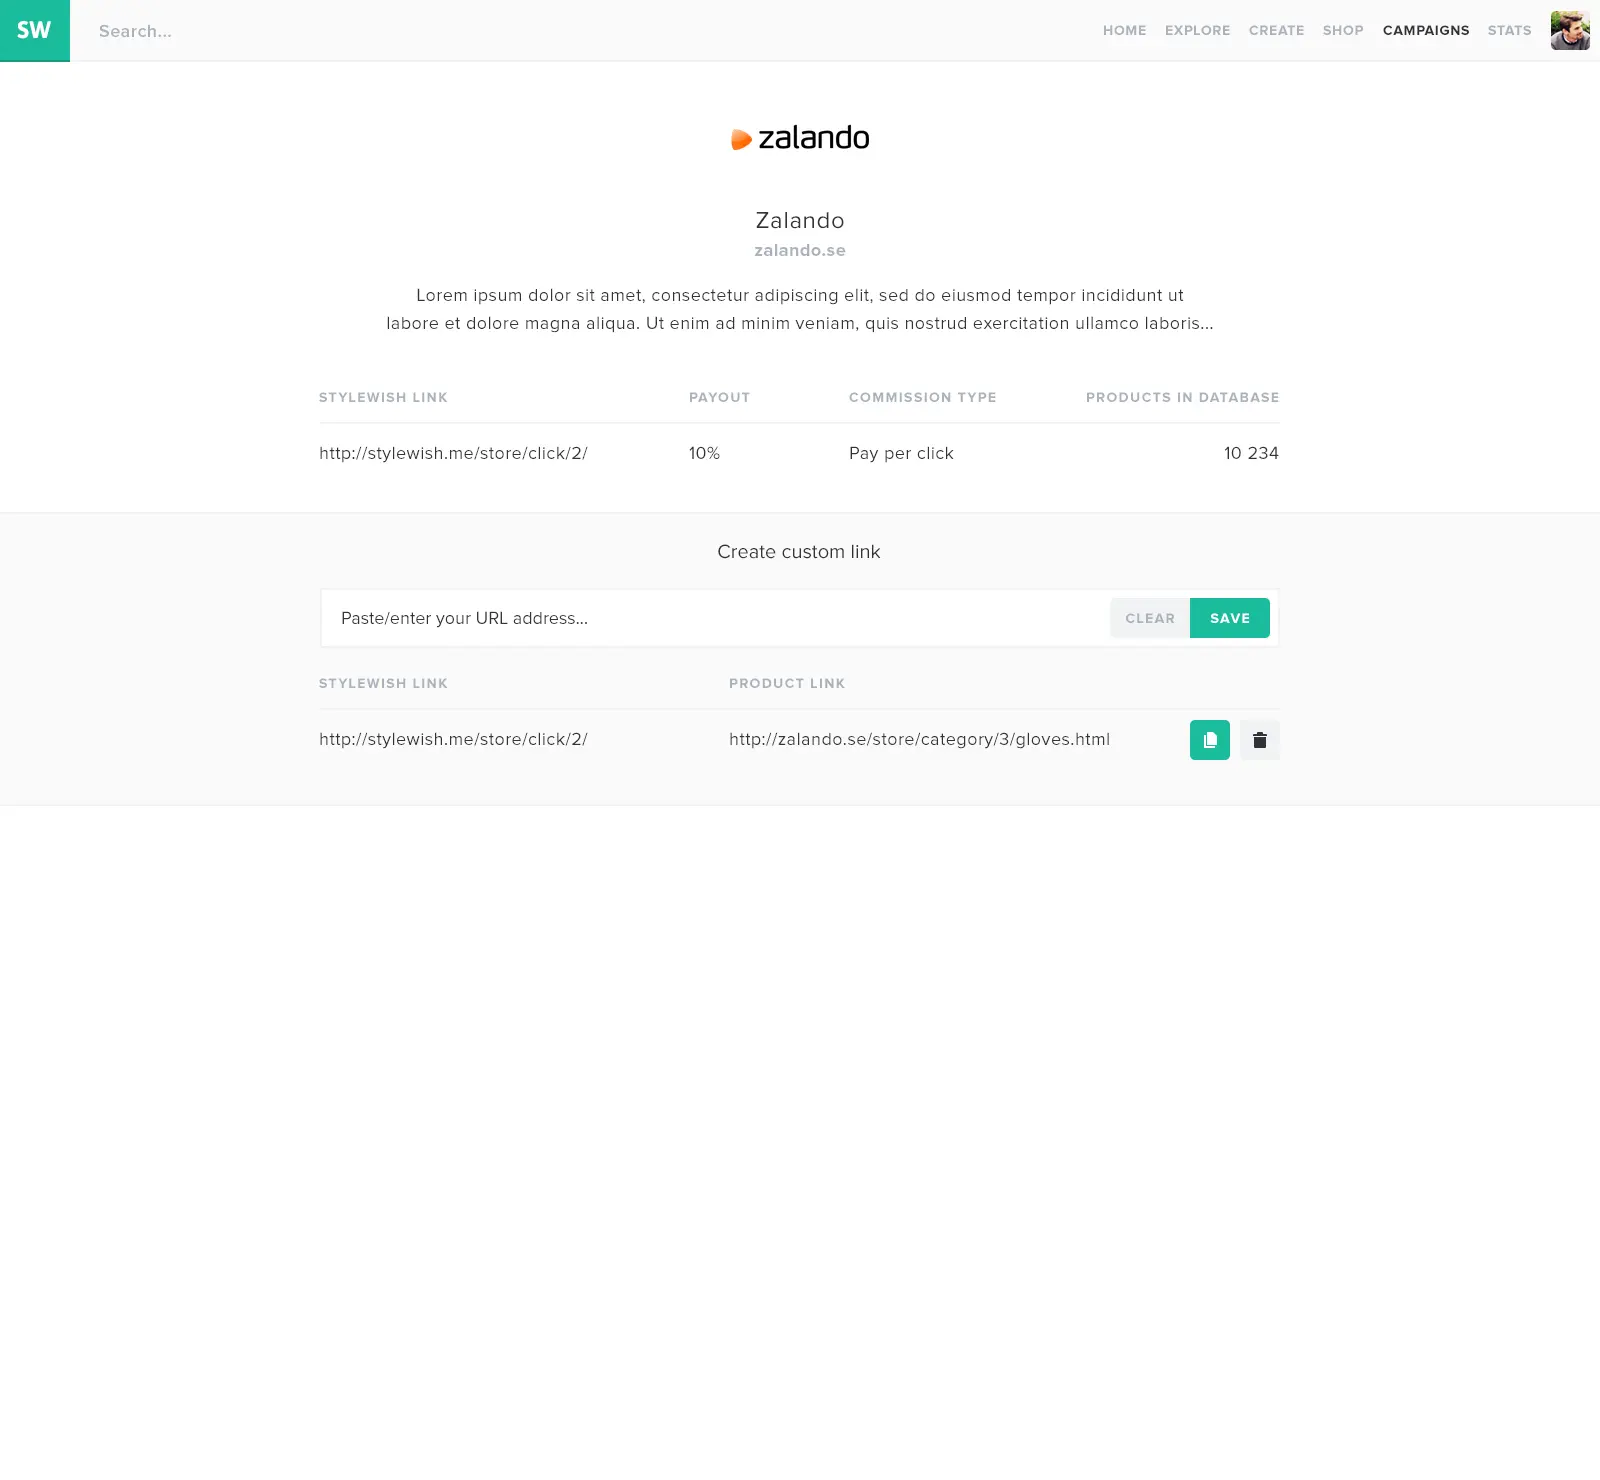 SW
Search...
HOME EXPLORE CREATE SHOP CAMPAIGNS STATS
zalando
Zalando
zalando.se
Lorem ipsum dolor sit amet, consectetur adipiscing elit, sed do eiusmod tempor incididunt ut
labore et dolore magna aliqua. Ut enim ad minim veniam, quis nostrud exercitation ullamco laboris...
STYLEWISH LINK PAYOUT COMMISSION TYPE PRODUCTS IN DATABASE
http://stylewish.me/store/click/2/ 10% Pay per click 10 234
Create custom link
Paste/enter your URL address... CLEAR SAVE
STYLEWISH LINK PRODUCT LINK
http://stylewish.me/store/click/2/ http://zalando.se/store/category/3/gloves.html